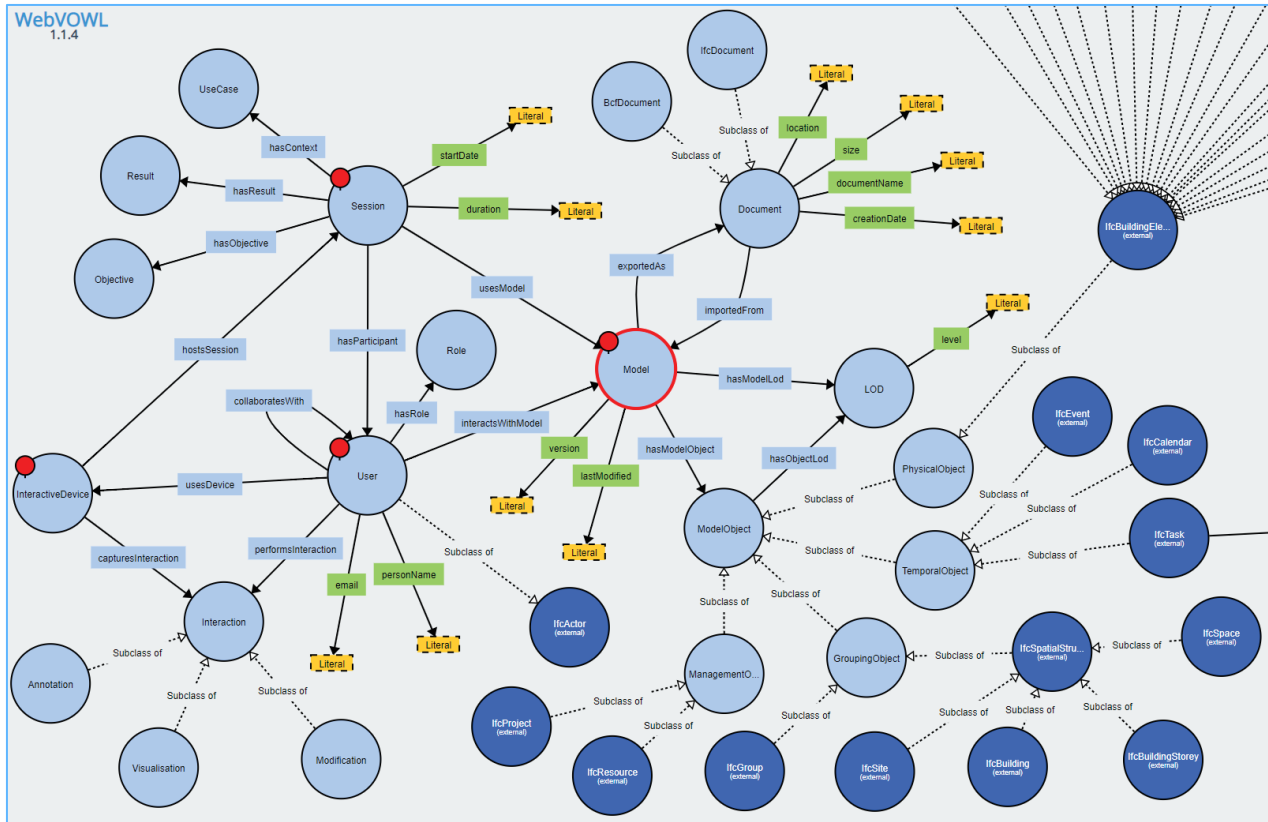 WebVOWL
1.1.4
IfcDocument
UseCase
BcfDocument
Literal
Literal
Literal
hasContext
startDate
location
Subclass of
size
Subclass of
Literal
Result
hasResult
documentName
Session
duration
Literal
Document
creationDate
Literal
IfcBuildingEle...
(external)
hasObjective
exportedAs
Objective
usesModel
Literal
importedFrom
level
hostsSession
hasParticipant
Role
Subclass of
Model
hasModelLod
LOD
collaboratesWith
hasRole
interactsWithModel
IfcEvent
(external)
version
hasModelObject
IfcCalendar
(external)
hasObjectLod
PhysicalObject
lastModified
User
InteractiveDevice
usesDevice
Subclass of
Subclass of
Subclass of
Literal
ModelObject
IfcTask
(external)
performsInteraction
capturesInteraction
Literal
Subclass of
Subclass of
Subclass of
TemporalObject
personName
email
Subclass of
Subclass of
Interaction
IfcActor
(external)
Literal
IfcSpace
(external)
Subclass of
Literal
IfcSpatialStru...
(external)
Subclass of
Subclass of
GroupingObject
Annotation
ManagementO...
Subclass of
Subclass of
Subclass of
Subclass of
Subclass of
Subclass of
Subclass of
IfcProject
(external)
Subclass of
Subclass of
Modification
Visualisation
IfcResource
(external)
IfcGroup
(external)
IfcSite
(external)
IfcBuilding
(external)
IfcBuildingStorey
(external)